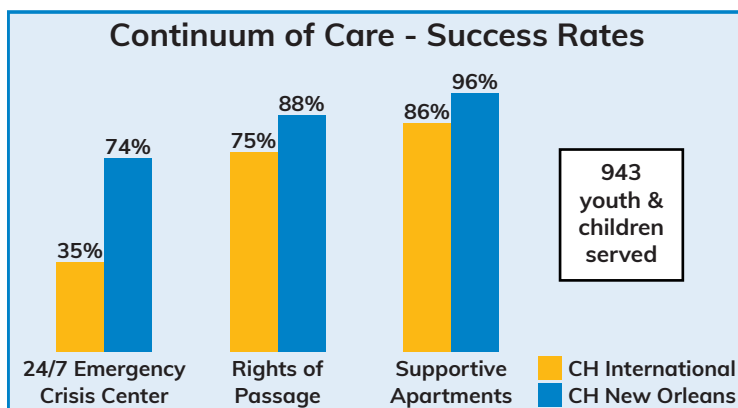 Continuum of Care - Success Rates
35%
74%
75%
88%
86%
96%
943
youth &
children
served
24/7 Emergency
Crisis Center
Rights of
Passage
Supportive
Apartments
CH International
CH New Orleans